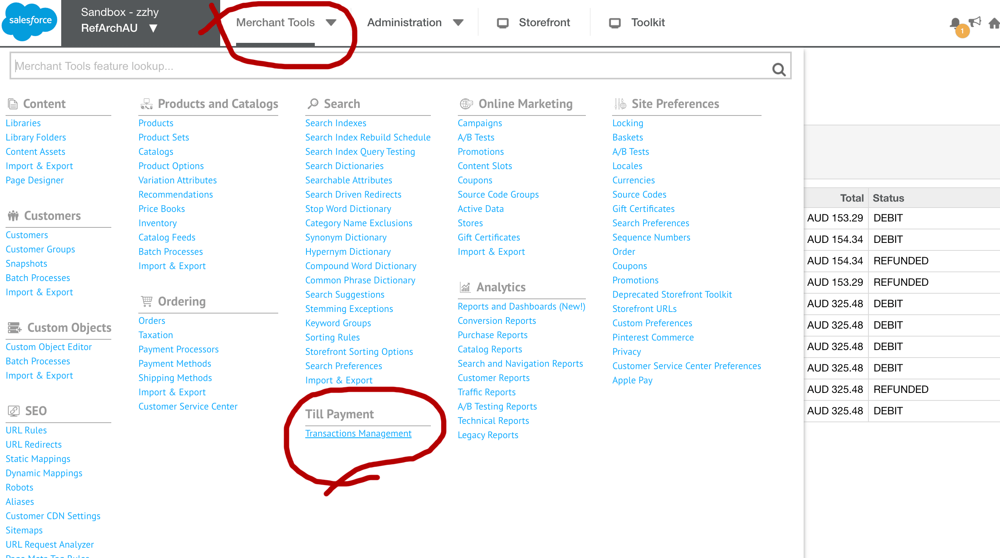 salesforce
Sandbox - zzhy
RefArchAU
Merchant Tools
Administration
Storefront
Toolkit
1
Merchant Tools feature lookup...
Content
Libraries
Library Folders
Content Assets
Import & Export
Page Designer
Customers
Customers
Customer Groups
Snapshots
Batch Processes
Import & Export
Custom Objects
Custom Object Editor
Batch Processes
Import & Export
SEO
URL Rules
URL Redirects
Static Mappings
Dynamic Mappings
Robots
Aliases
Customer CDN Settings
Sitemaps
URL Request Analyzer
Page Meta Tag Rules
Products and Catalogs
Products
Product Sets
Catalogs
Product Options
Variation Attributes
Recommendations
Price Books
Inventory
Catalog Feeds
Batch Processes
Import & Export
Ordering
Orders
Taxation
Payment Processors
Payment Methods
Shipping Methods
Import & Export
Customer Service Center
Search
Search Indexes
Search Index Rebuild Schedule
Search Index Query Testing
Search Dictionaries
Searchable Attributes
Search Driven Redirects
Stop Word Dictionary
Category Name Exclusions
Synonym Dictionary
Hypernym Dictionary
Compound Word Dictionary
Common Phrase Dictionary
Search Suggestions
Stemming Exceptions
Keyword Groups
Sorting Rules
Storefront Sorting Options
Search Preferences
Import & Export
Till Payment
Transactions Management
Online Marketing
Campaigns
A/B Tests
Promotions
Content Slots
Coupons
Source Code Groups
Active Data
Stores
Gift Certificates
Import & Export
Analytics
Reports and Dashboards (New!)
Conversion Reports
Purchase Reports
Catalog Reports
Search and Navigation Reports
Customer Reports
Traffic Reports
A/B Testing Reports
Technical Reports
Legacy Reports
Site Preferences
Locking
Baskets
A/B Tests
Locales
Currencies
Source Codes
Gift Certificates
Search Preferences
Sequence Numbers
Order
Coupons
Promotions
Deprecated Storefront Toolkit
Storefront URLs
Custom Preferences
Pinterest Commerce
Privacy
Customer Service Center Preferences
Apple Pay
Total Status
AUD 153.29 DEBIT
AUD 154.34 DEBIT
AUD 154.34 REFUNDED
AUD 153.29 REFUNDED
AUD 325.48 DEBIT
AUD 325.48 DEBIT
AUD 325.48 DEBIT
AUD 325.48 DEBIT
AUD 325.48 REFUNDED
AUD 325.48 DEBIT